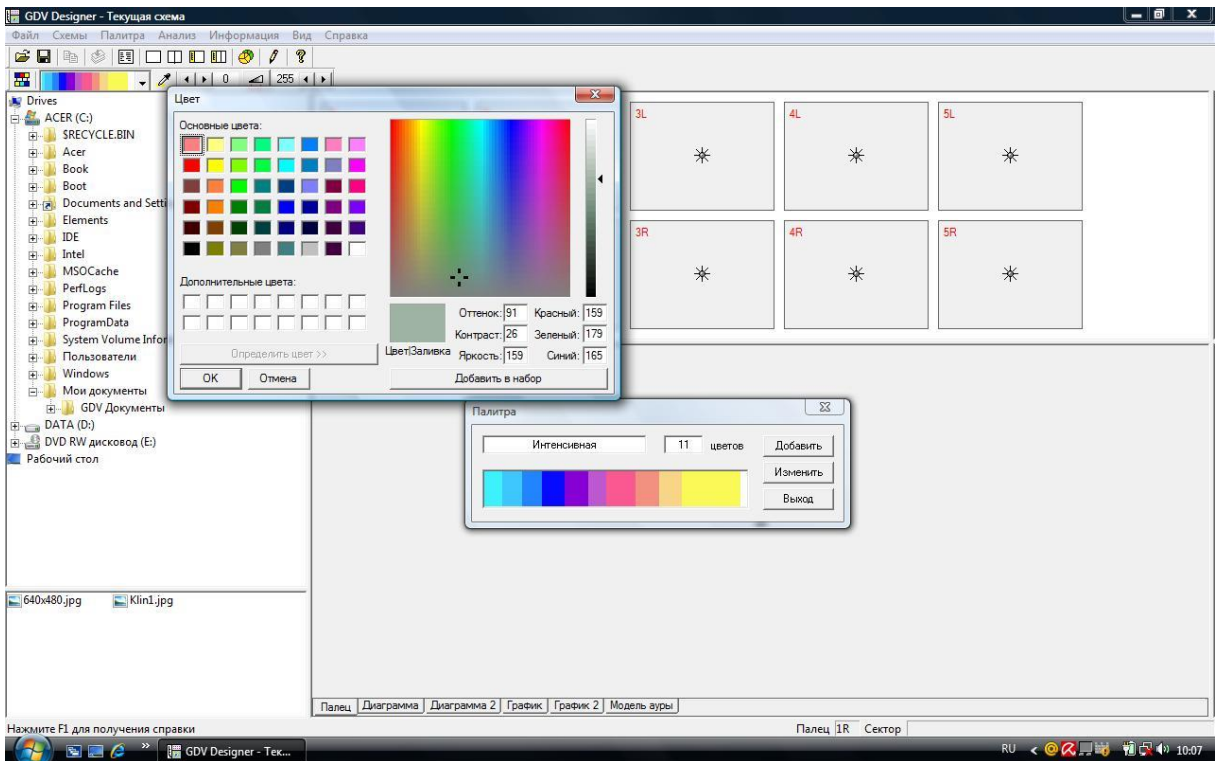 GDV Designer - Текущая схема
Файл Схемы Палитра Анализ Информация Вид Справка
0 255
Drives
ACER (C:)
$RECYCLE.BIN
Acer
Book
Boot
Documents and Setti
Elements
IDE
Intel
MSOCache
PerfLogs
Program Files
ProgramData
System Volume Infor
Пользователи
Windows
Мои документы
GDV Документы
DATA (D:)
DVD RW дисковод (E:)
Рабочий стол
Цвет
Основные цвета:
Дополнительные цвета:
Определить цвет >>
ОК Отмена
Цвет|Заливка
Оттенок: 91 Красный: 159
Контраст: 26 Зеленый: 179
Яркость: 159 Синий: 165
Добавить в набор
3L 4L 5L
3R 4R 5R
Палитра
Интенсивная 11 цветов Добавить
Изменить
Выход
640x480.jpg Klin1.jpg
Палец Диаграмма Диаграмма 2 График График 2 Модель ауры
Нажмите F1 для получения справки Палец 1R Сектор
GDV Designer - Тек... RU 10:07